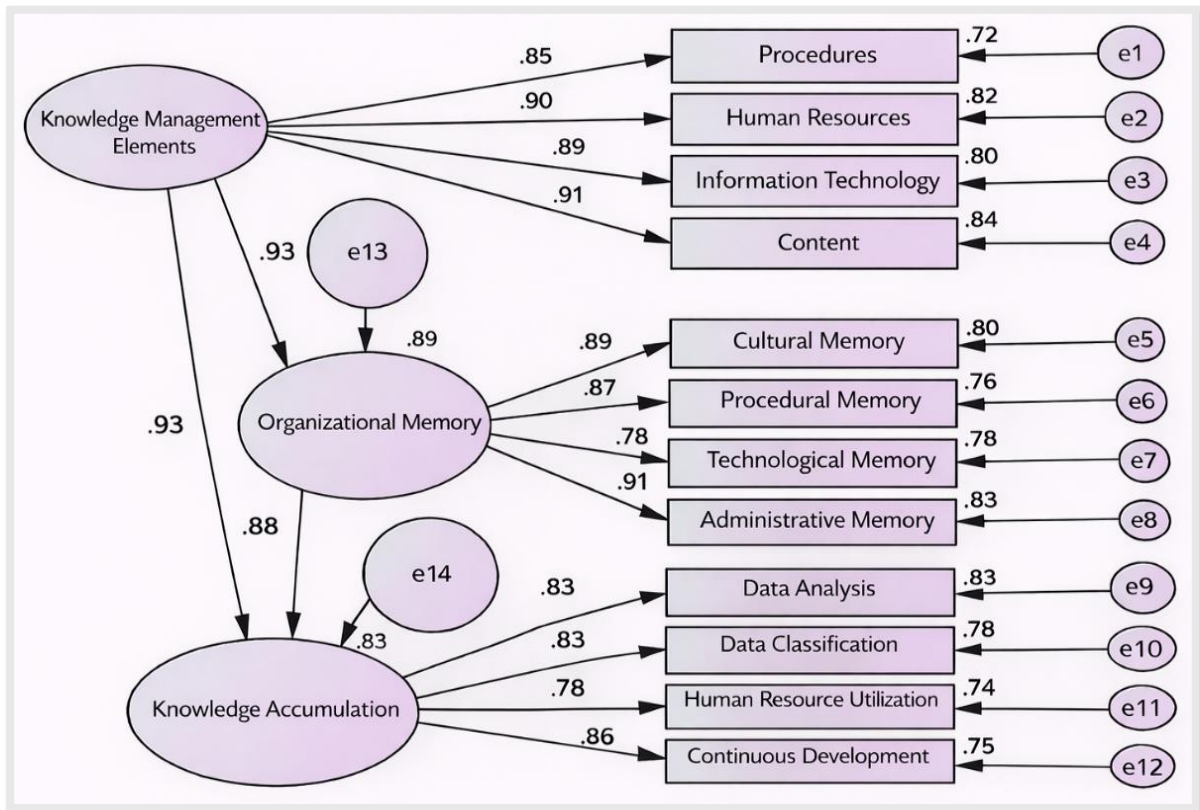 .72
.85
Procedures
e1
.90
.82
Knowledge Management
Elements
Human Resources
e2
.89
.80
Information Technology
e3
.91
.84
Content
e4
.93
e13
.89
.89
.80
Cultural Memory
e5
.87
.76
Procedural Memory
e6
.93
Organizational Memory
.78
.78
Technological Memory
e7
.91
.83
Administrative Memory
e8
.88
e14
.83
.83
Data Analysis
e9
.83
.83
.78
Data Classification
e10
.78
.74
Human Resource Utilization
e11
Knowledge Accumulation
.86
.75
Continuous Development
e12